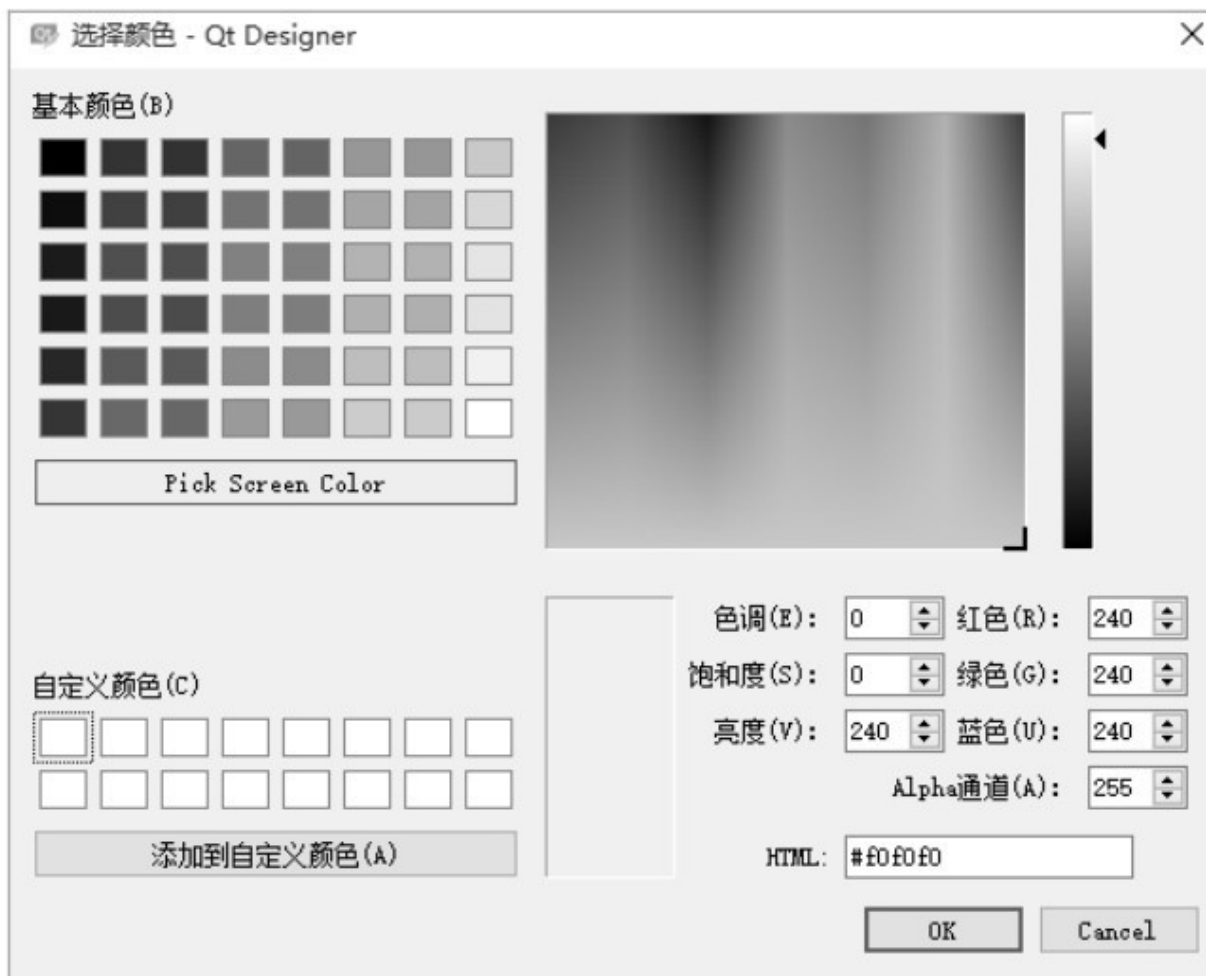 选择颜色 - Qt Designer
基本颜色(B)
Pick Screen Color
自定义颜色(C)
添加到自定义颜色(A)
色调(E): 0 红色(R): 240
饱和度(S): 0 绿色(G): 240
亮度(V): 240 蓝色(U): 240
Alpha通道(A): 255
HTML: #f0f0f0
OK Cancel